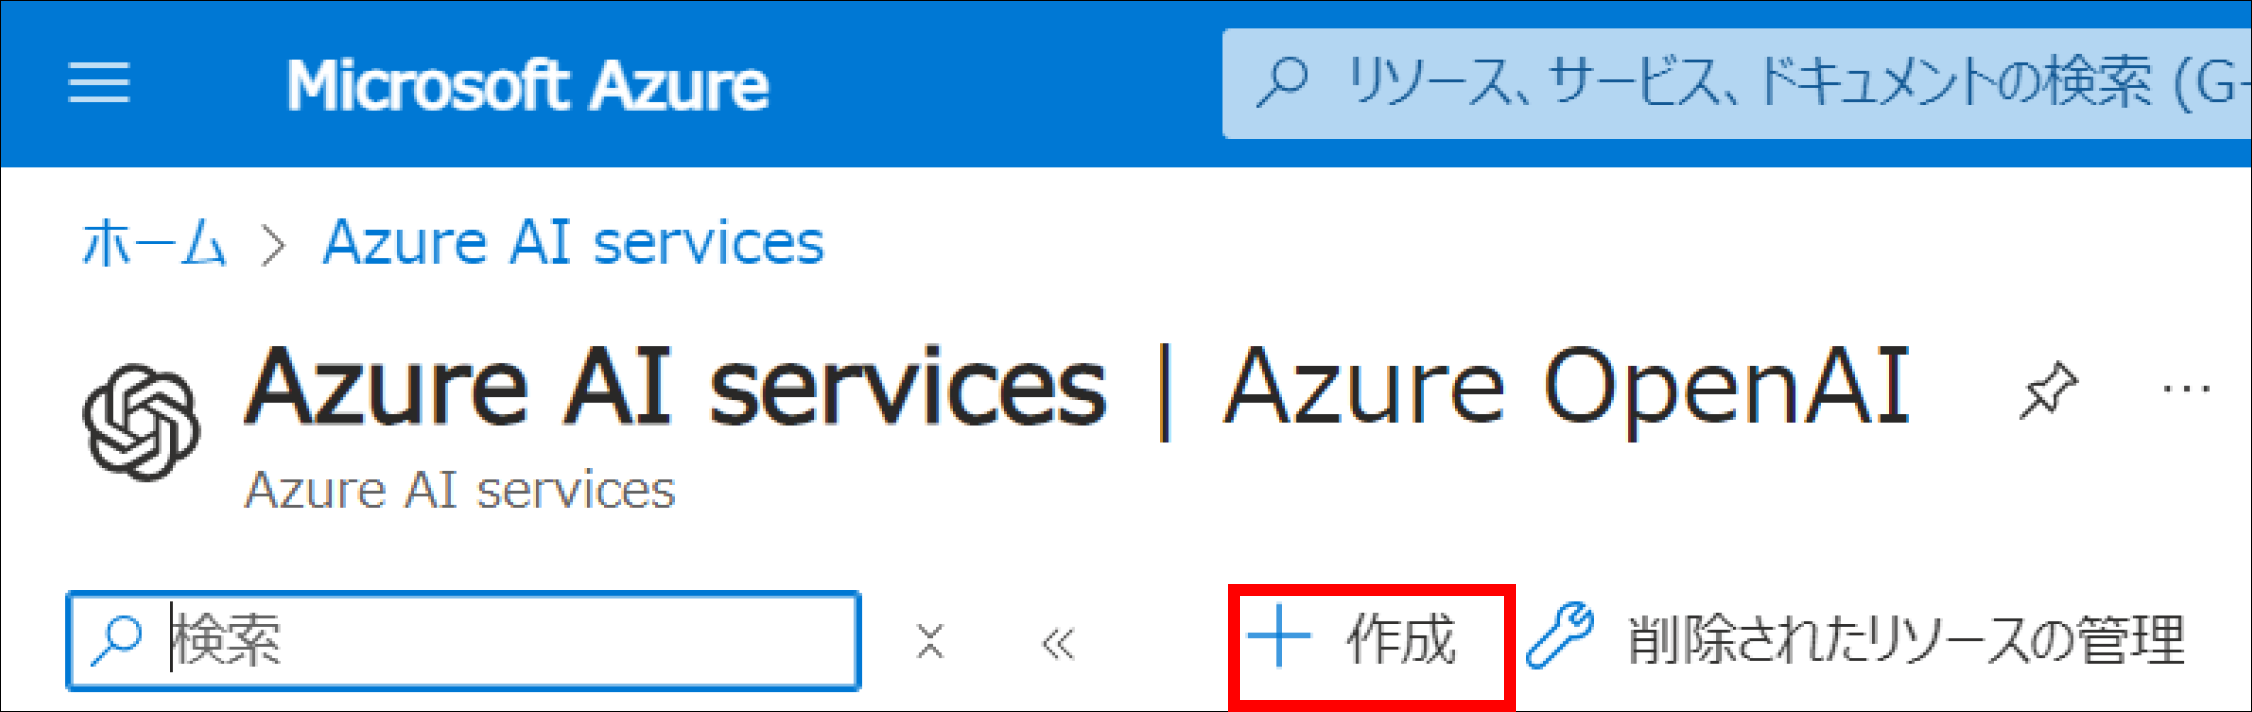 Microsoft Azure
リソース、サービス、ドキュメントの検索 (G-
ホーム > Azure AI services
Azure AI services | Azure OpenAI
Azure AI services
検索
作成
削除されたリソースの管理